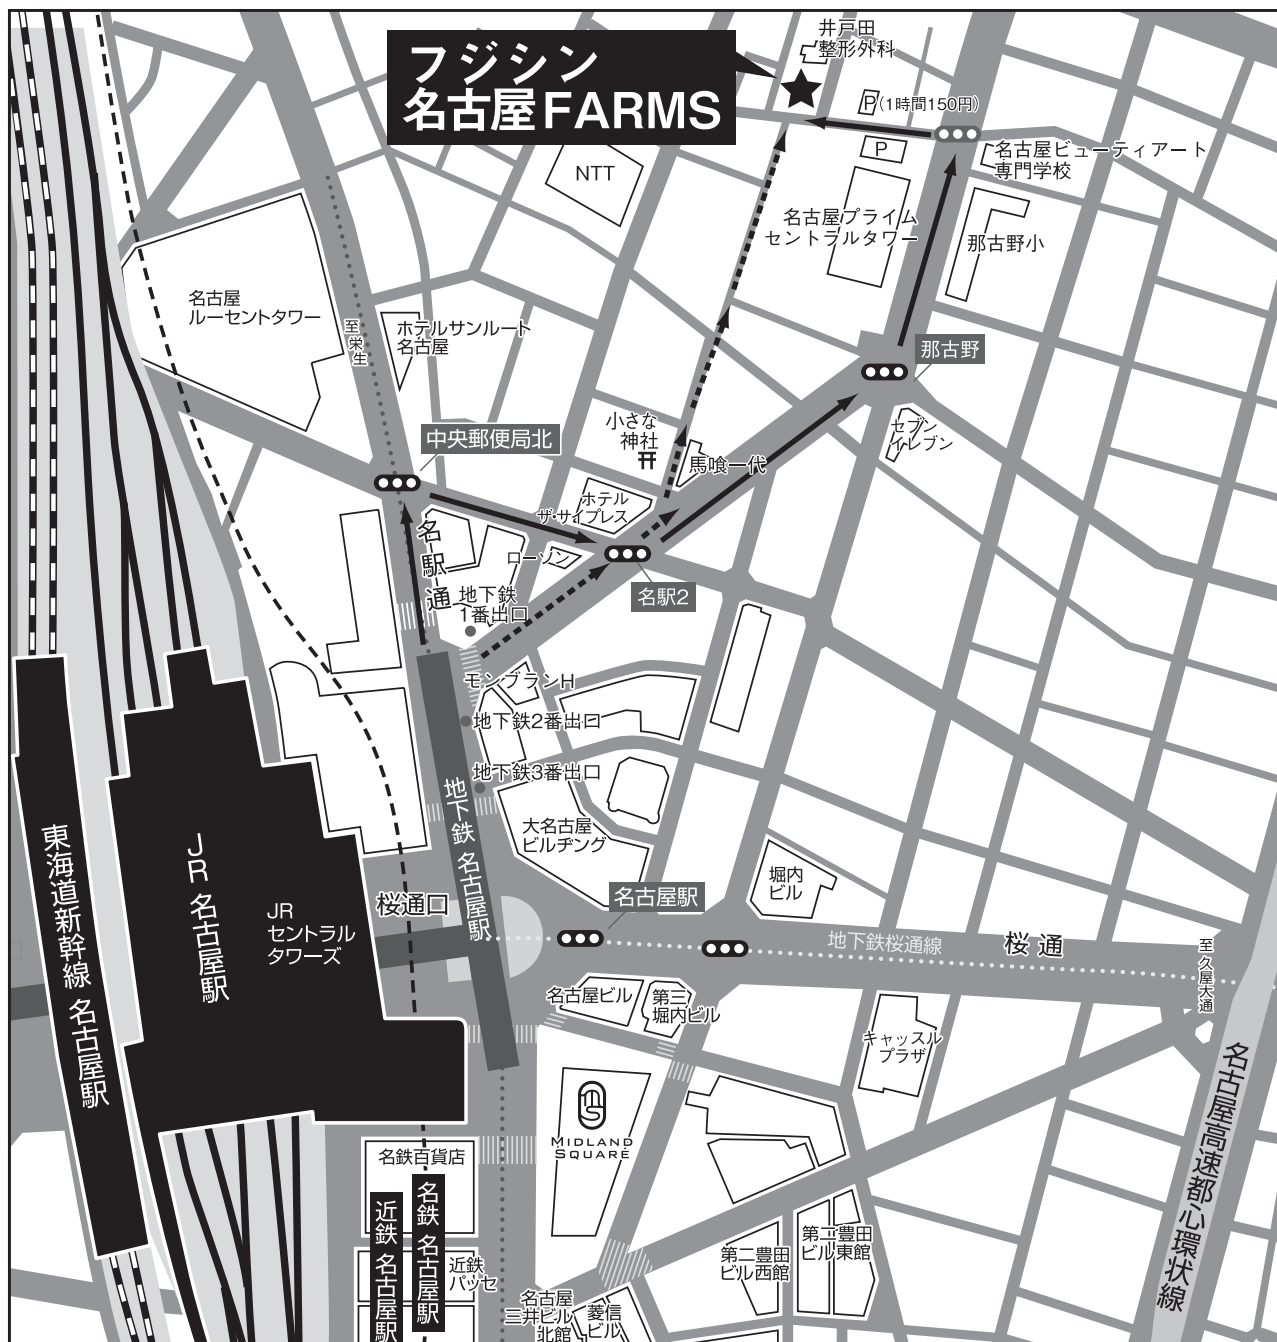 フジシン
名古屋FARMS
井戸田
整形外科
P(1時間150円)
P
名古屋ビューティアート
専門学校
NTT
名古屋プライム
セントラルタワー
那古野小
名古屋
ルーセントタワー
至栄生
ホテルサンルート
名古屋
那古野
小さな
神社
セブン
イレブン
中央郵便局北
馬喰一代
ホテル
ザ・サイプレス
名駅通
ローソン
地下鉄
1番出口
名駅2
モンブランH
地下鉄2番出口
地下鉄3番出口
地下鉄 名古屋駅
大名古屋
ビルヂング
東海道新幹線 名古屋駅
JR 名古屋駅
JR
セントラル
タワーズ
桜通口
名古屋駅
堀内
ビル
地下鉄桜通線
桜通
至久屋大通
名古屋ビル
第三
堀内ビル
キャッスル
プラザ
名古屋高速都心環状線
MIDLAND
SQUARE
名鉄百貨店
名鉄 名古屋駅
近鉄 名古屋駅
近鉄
パッセ
第二豊田
ビル西館
第二豊田
ビル東館
名古屋
三井ビル
北館
菱信
ビル